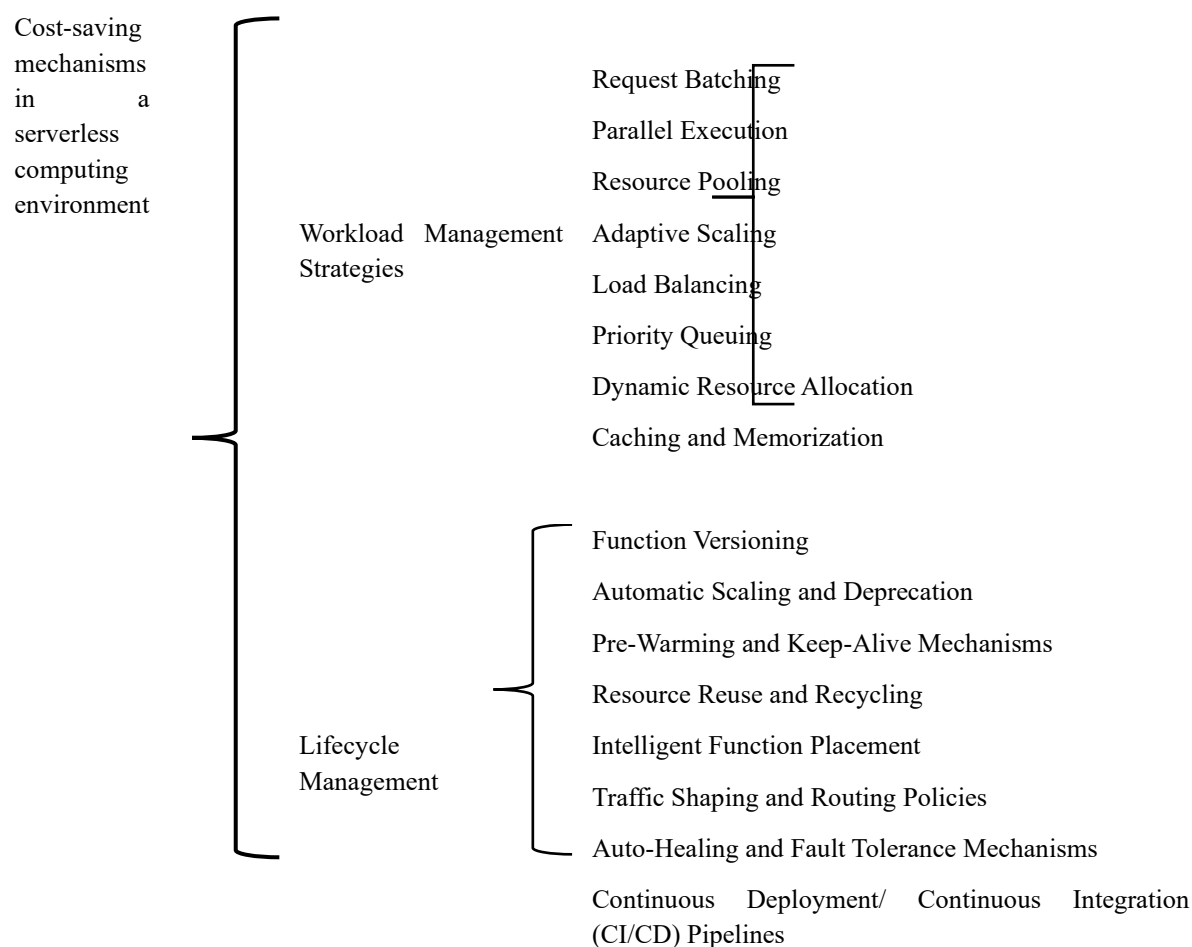 Cost-saving
mechanisms
in a
serverless
computing
environment
Workload Management
Strategies
Request Batching
Parallel Execution
Resource Pooling
Adaptive Scaling
Load Balancing
Priority Queuing
Dynamic Resource Allocation
Caching and Memorization
Lifecycle
Management
Function Versioning
Automatic Scaling and Deprecation
Pre-Warming and Keep-Alive Mechanisms
Resource Reuse and Recycling
Intelligent Function Placement
Traffic Shaping and Routing Policies
Auto-Healing and Fault Tolerance Mechanisms
Continuous Deployment/ Continuous Integration
(CI/CD) Pipelines